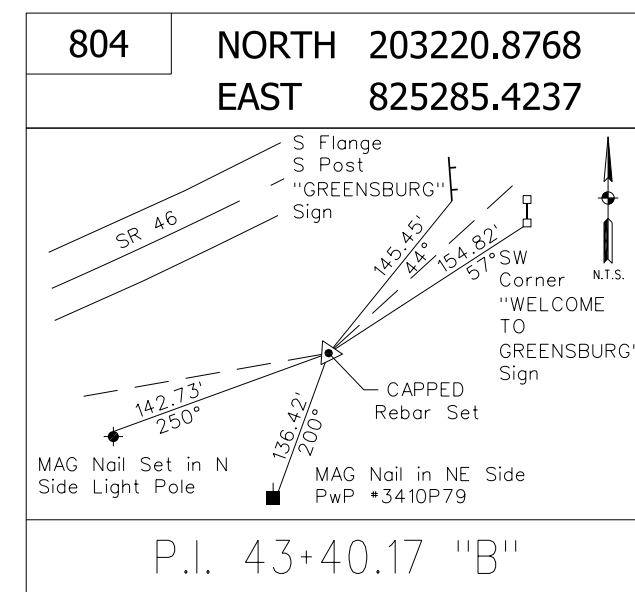 804
NORTH 203220.8768
EAST 825285.4237
S Flange
S Post
"GREENSBURG"
Sign
SR 46
145.45'
44°
154.82'
57°
SW
Corner
"WELCOME
TO
GREENSBURG"
Sign
N.T.S.
CAPPED
Rebar Set
142.73'
250°
136.42'
200°
MAG Nail Set in N
Side Light Pole
MAG Nail in NE Side
PwP #3410P79
P.I. 43+40.17 "B"